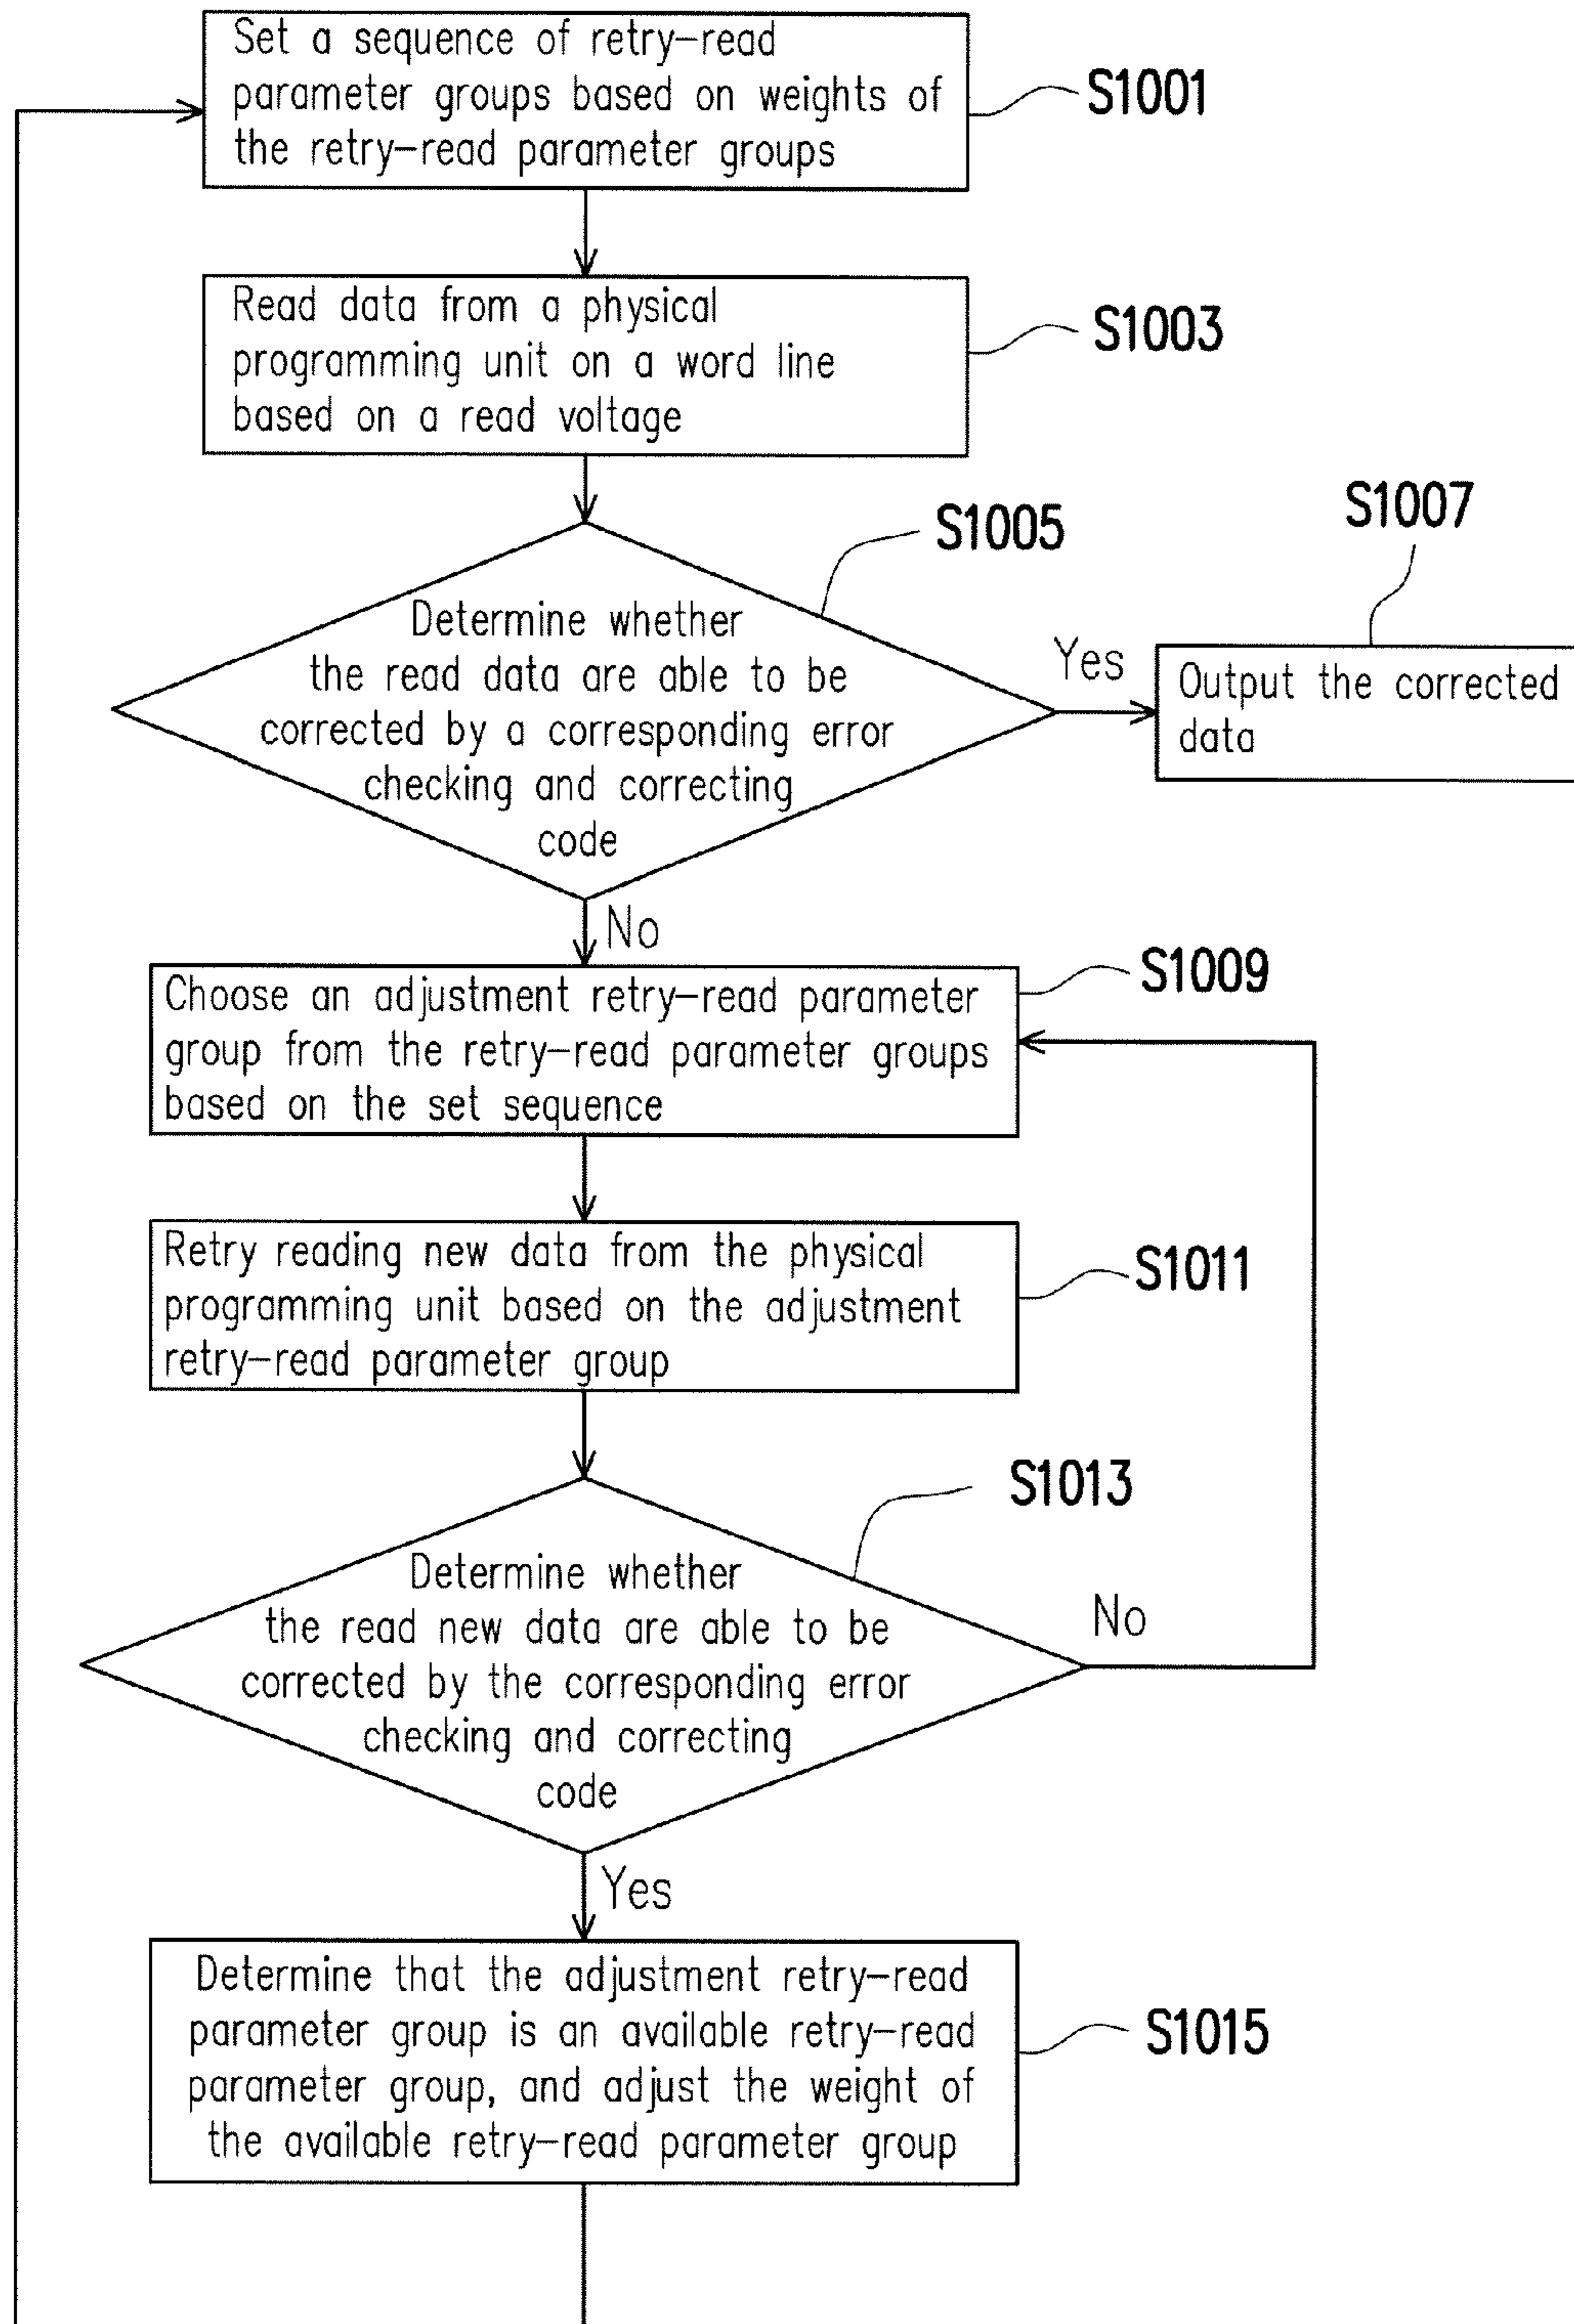 Set a sequence of retry-read
parameter groups based on weights of
the retry-read parameter groups
S1001
Read data from a physical
programming unit on a word line
based on a read voltage
S1003
S1005
S1007
Determine whether
the read data are able to be
corrected by a corresponding error
checking and correcting
code
Yes
Output the corrected
data
No
S1009
Choose an adjustment retry-read parameter
group from the retry-read parameter groups
based on the set sequence
Retry reading new data from the physical
programming unit based on the adjustment
retry-read parameter group
S1011
S1013
Determine whether
the read new data are able to be
corrected by the corresponding error
checking and correcting
code
No
Yes
Determine that the adjustment retry-read
parameter group is an available retry-read
parameter group, and adjust the weight of
the available retry-read parameter group
S1015